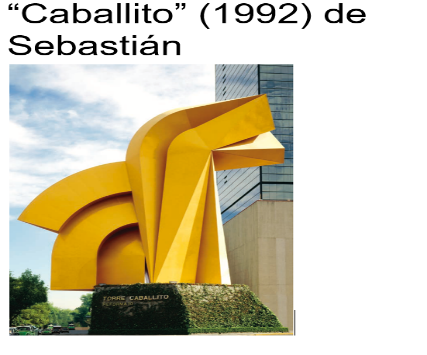 “Caballito” (1992) de
Sebastián
TORRE CABALLITO